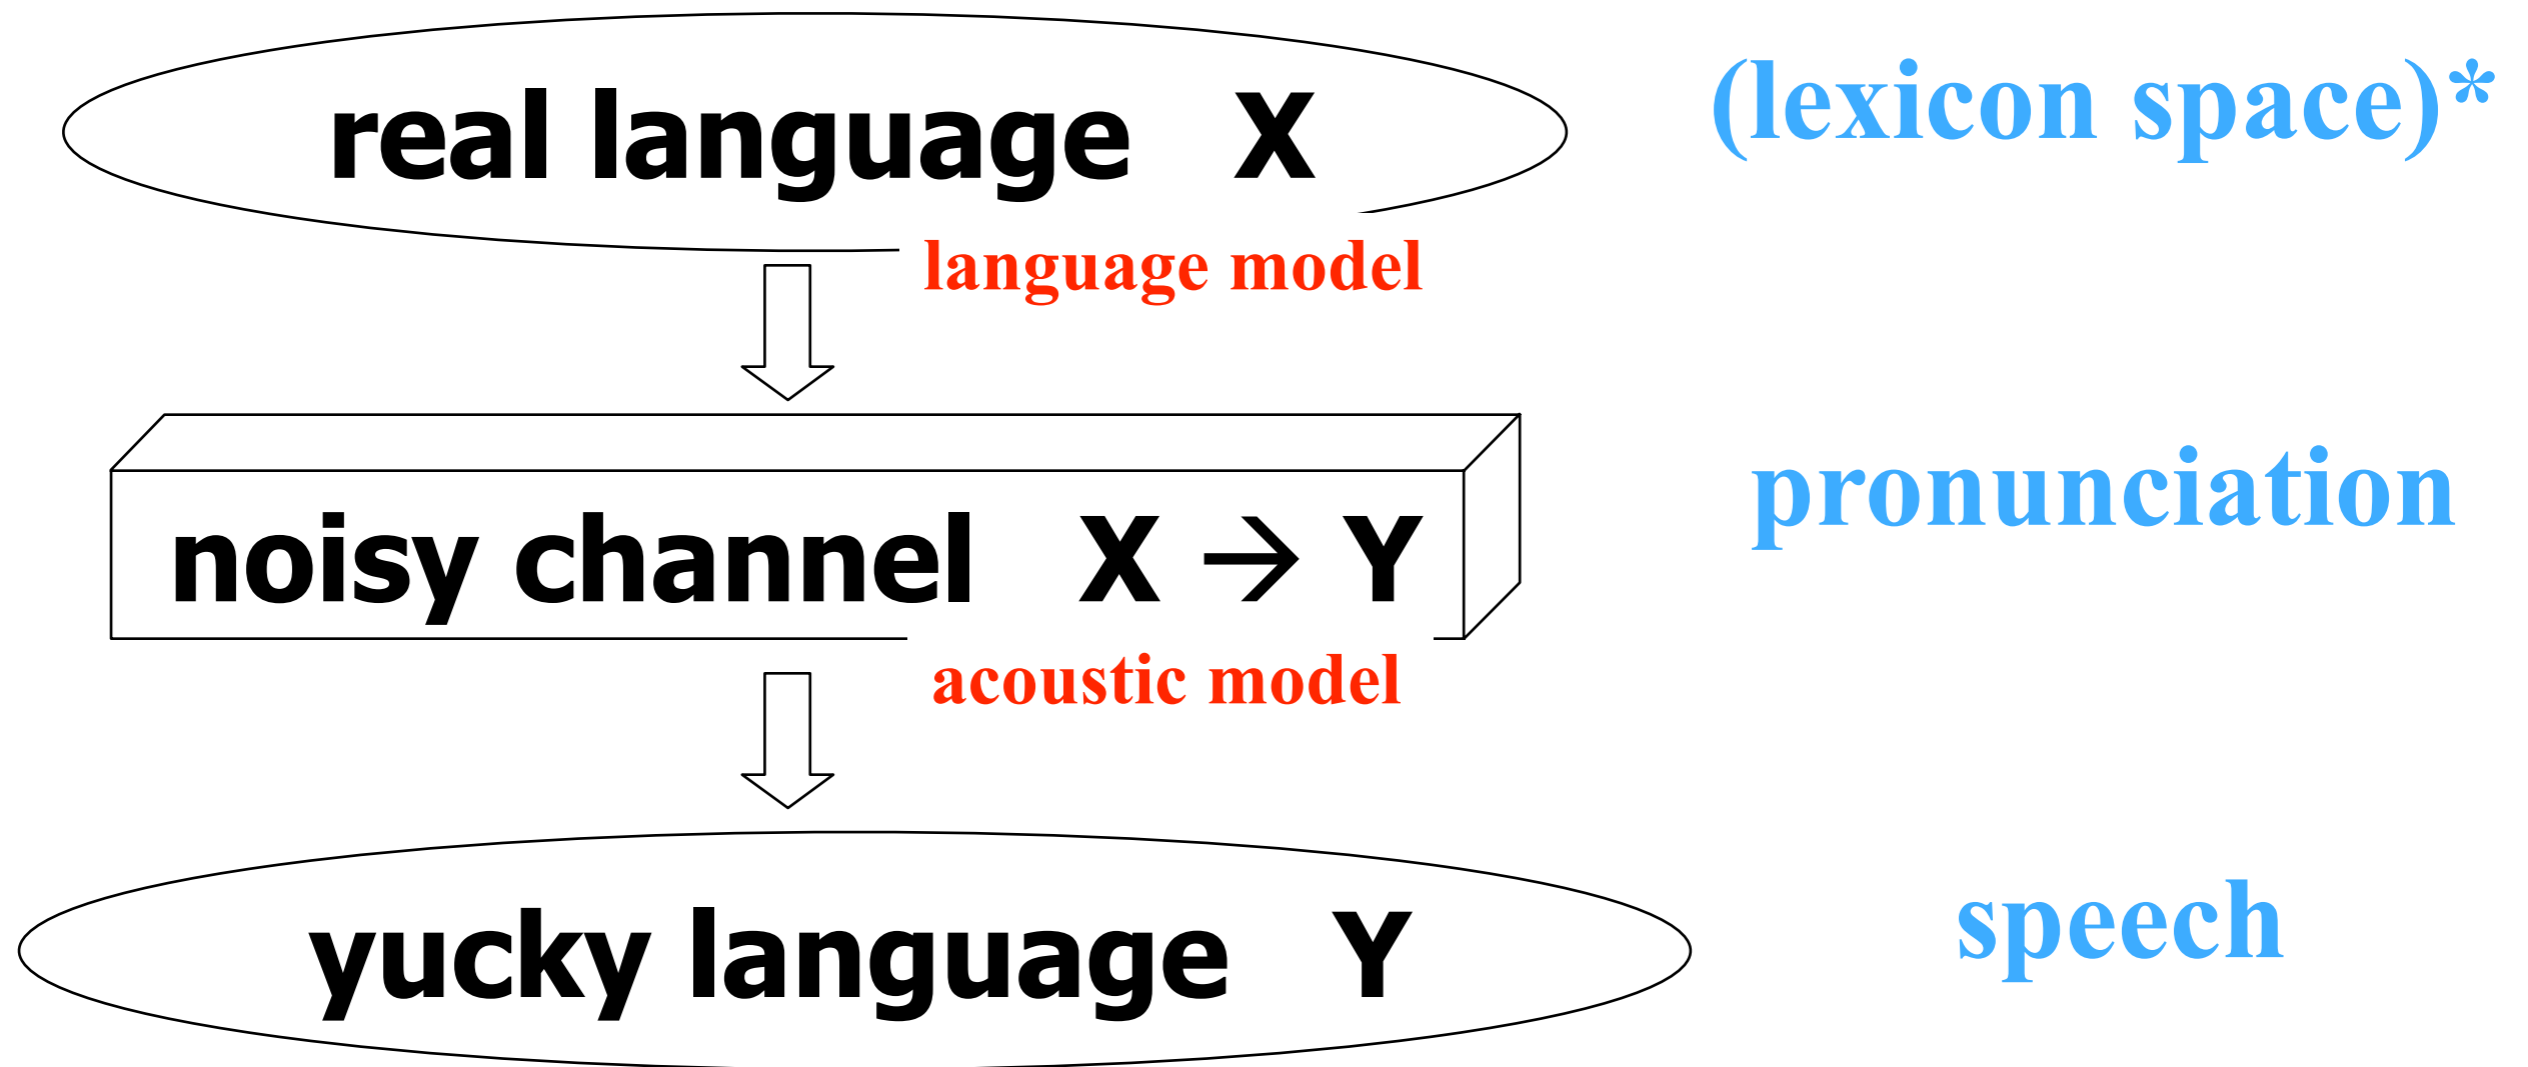 real language X
(lexicon space)*
language model
noisy channel X → Y
pronunciation
acoustic model
yucky language Y
speech